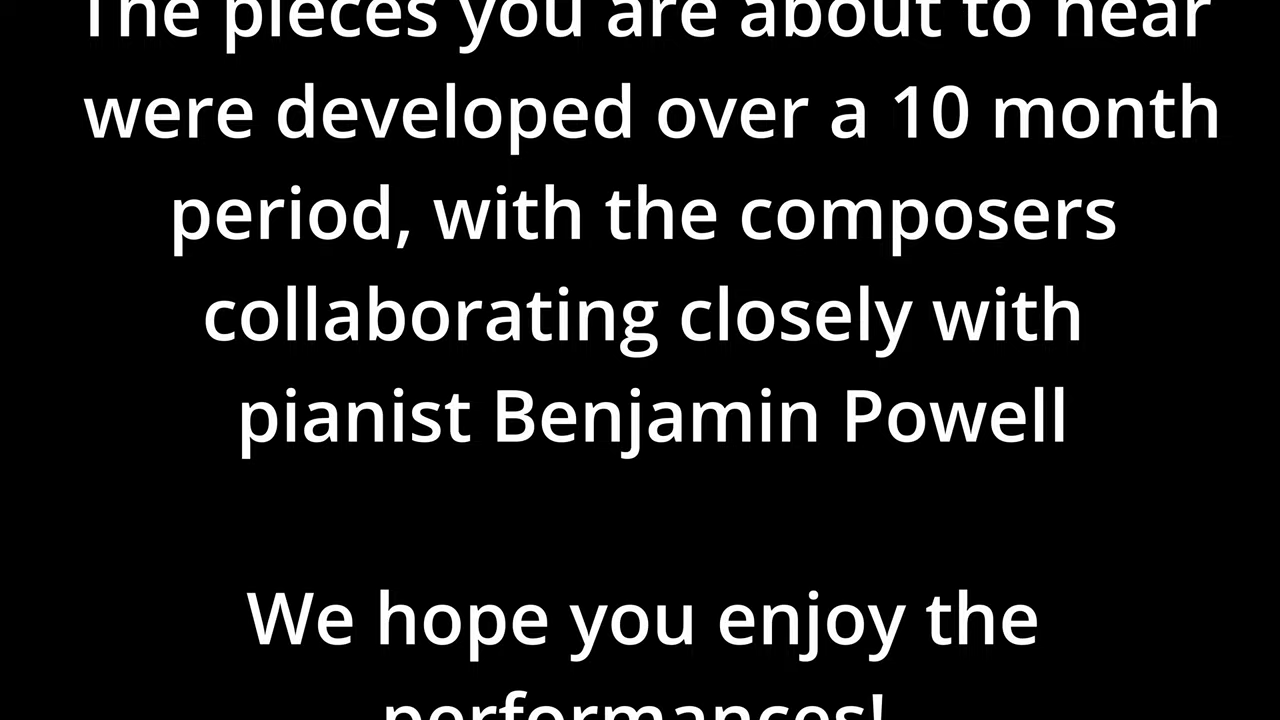 The pieces you are about to hear
were developed over a 10 month
period, with the composers
collaborating closely with
pianist Benjamin Powell
We hope you enjoy the
performances!